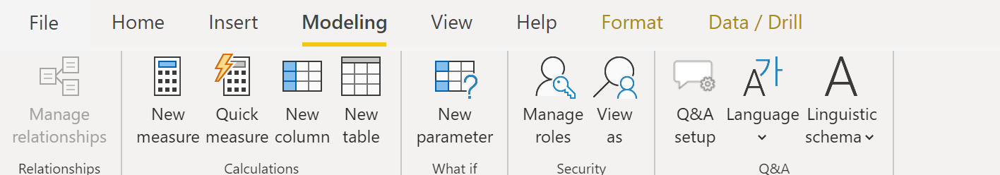 File Home Insert Modeling View Help Format Data / Drill
Manage relationships
New measure
Quick measure
New column
New table
New parameter
Manage roles
View as
Q&A setup
Language
Linguistic schema
Relationships Calculations What if Security Q&A